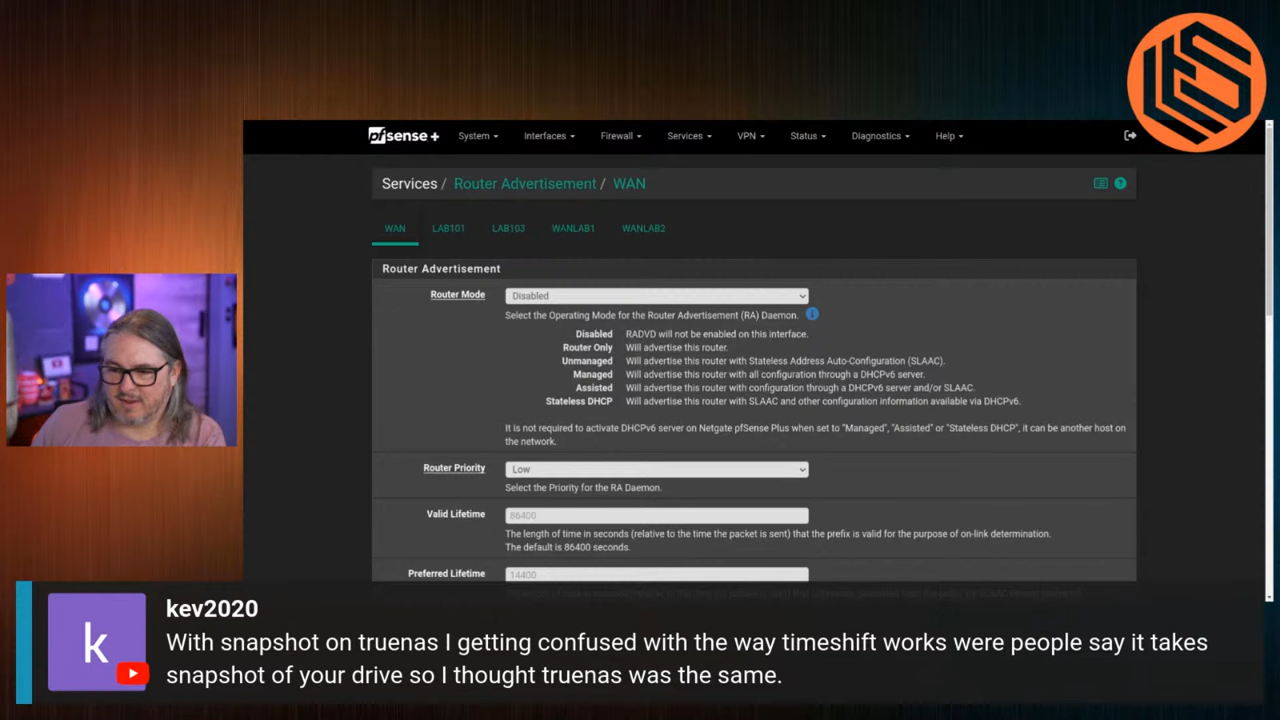 pfsense +
System Interfaces Firewall Services VPN Status Diagnostics Help
Services / Router Advertisement / WAN
WAN LAB101 LAB103 WANLAB1 WANLAB2
Router Advertisement
Router Mode Disabled
Select the Operating Mode for the Router Advertisement (RA) Daemon.
Disabled RADVD will not be enabled on this interface.
Router Only Will advertise this router.
Unmanaged Will advertise this router with Stateless Address Auto-Configuration (SLAAC).
Managed Will advertise this router with all configuration through a DHCPv6 server.
Assisted Will advertise this router with configuration through a DHCPv6 server and/or SLAAC.
Stateless DHCP Will advertise this router with SLAAC and other configuration information available via DHCPv6.
It is not required to activate DHCPv6 server on Netgate pfSense Plus when set to "Managed", "Assisted" or "Stateless DHCP", it can be another host on
the network.
Router Priority Low
Select the Priority for the RA Daemon.
Valid Lifetime 86400
The length of time in seconds (relative to the time the packet is sent) that the prefix is valid for the purpose of on-link determination.
The default is 86400 seconds.
Preferred Lifetime 14400
k
kev2020
With snapshot on truenas I getting confused with the way timeshift works were people say it takes
snapshot of your drive so I thought truenas was the same.